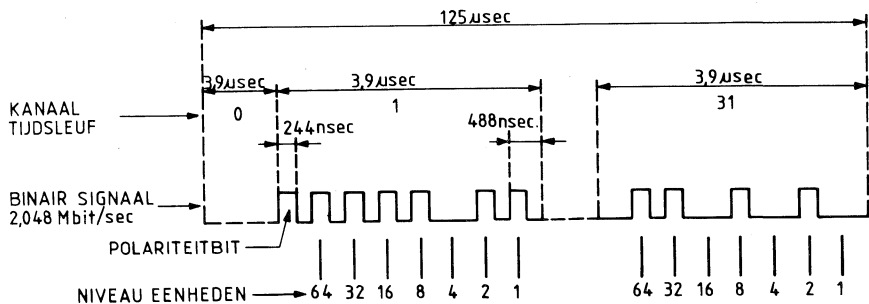 125µsec
3,9µsec 3,9µsec 3,9µsec
KANAAL
TIJDSLEUF
0 1 31
244nsec 488nsec.
BINAIR SIGNAAL
2,048 Mbit/sec
POLARITEITBIT
NIVEAU EENHEDEN 64 32 16 8 4 2 1 64 32 16 8 4 2 1